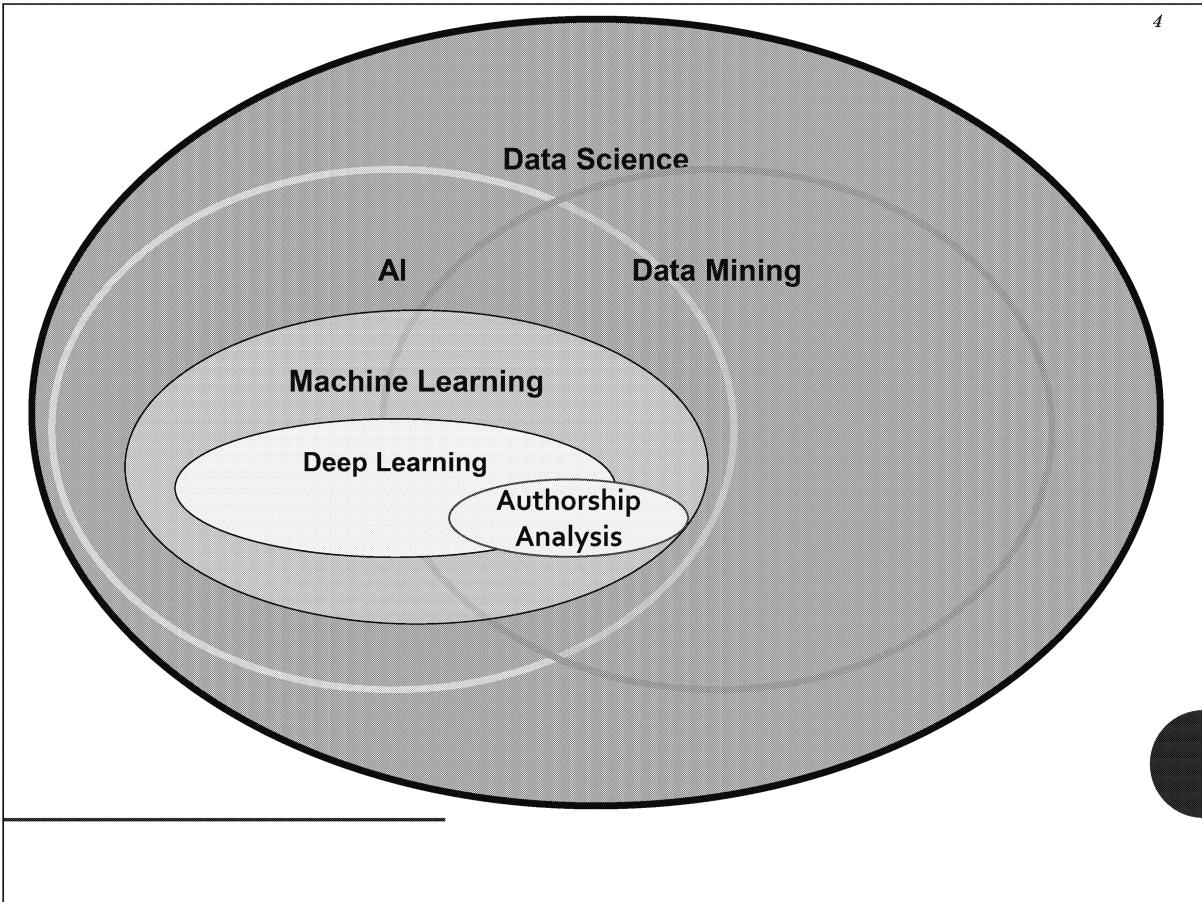 4
Data Science
AI
Data Mining
Machine Learning
Deep Learning
Authorship
Analysis